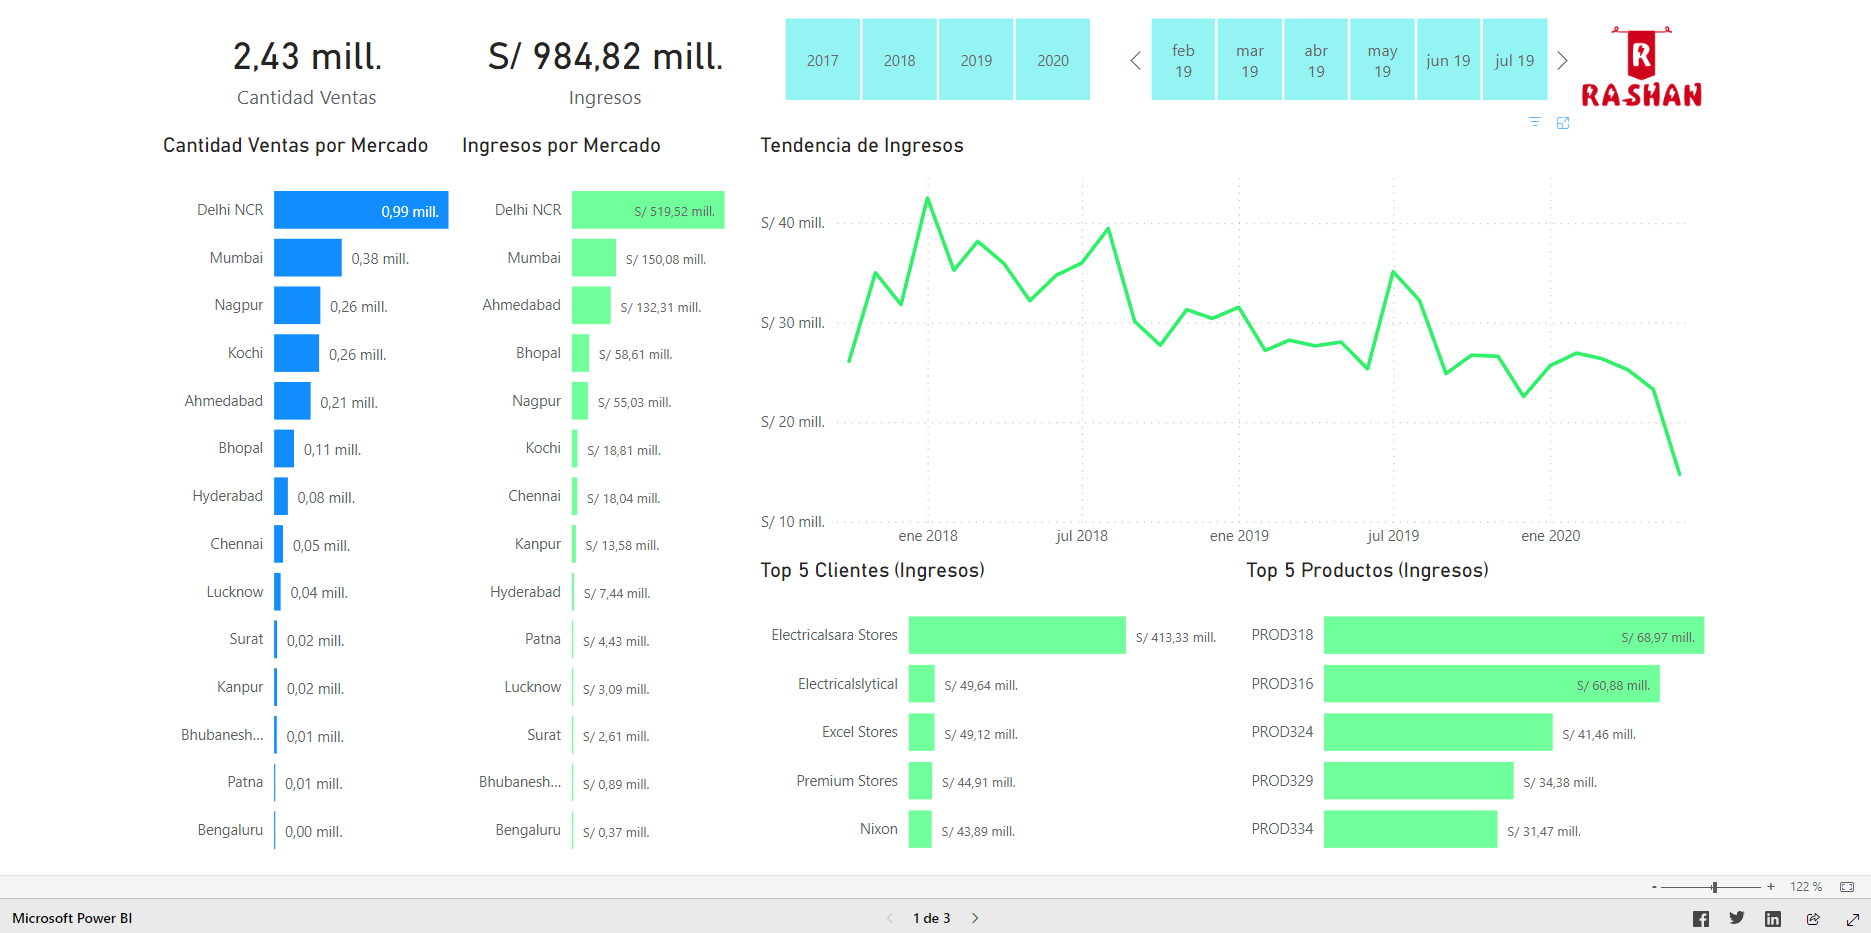 2,43 mill.
Cantidad Ventas
S/ 984,82 mill.
Ingresos
2017
2018
2019
2020
feb
19
mar
19
abr
19
may
19
jun 19
jul 19
R
RASHAN
Cantidad Ventas por Mercado
Delhi NCR
0,99 mill.
Mumbai
0,38 mill.
Nagpur
0,26 mill.
Kochi
0,26 mill.
Ahmedabad
0,21 mill.
Bhopal
0,11 mill.
Hyderabad
0,08 mill.
Chennai
0,05 mill.
Lucknow
0,04 mill.
Surat
0,02 mill.
Kanpur
0,02 mill.
Bhubanesh...
0,01 mill.
Patna
0,01 mill.
Bengaluru
0,00 mill.
Ingresos por Mercado
Delhi NCR
S/ 519,52 mill.
Mumbai
S/ 150,08 mill.
Ahmedabad
S/ 132,31 mill.
Bhopal
S/ 58,61 mill.
Nagpur
S/ 55,03 mill.
Kochi
S/ 18,81 mill.
Chennai
S/ 18,04 mill.
Kanpur
S/ 13,58 mill.
Hyderabad
S/ 7,44 mill.
Patna
S/ 4,43 mill.
Lucknow
S/ 3,09 mill.
Surat
S/ 2,61 mill.
Bhubanesh...
S/ 0,89 mill.
Bengaluru
S/ 0,37 mill.
Tendencia de Ingresos
S/ 40 mill.
S/ 30 mill.
S/ 20 mill.
S/ 10 mill.
ene 2018
jul 2018
ene 2019
jul 2019
ene 2020
Top 5 Clientes (Ingresos)
Electricalsara Stores
S/ 413,33 mill.
Electricalslytical
S/ 49,64 mill.
Excel Stores
S/ 49,12 mill.
Premium Stores
S/ 44,91 mill.
Nixon
S/ 43,89 mill.
Top 5 Productos (Ingresos)
PROD318
S/ 68,97 mill.
PROD316
S/ 60,88 mill.
PROD324
S/ 41,46 mill.
PROD329
S/ 34,38 mill.
PROD334
S/ 31,47 mill.
- + 122 %
Microsoft Power BI
1 de 3